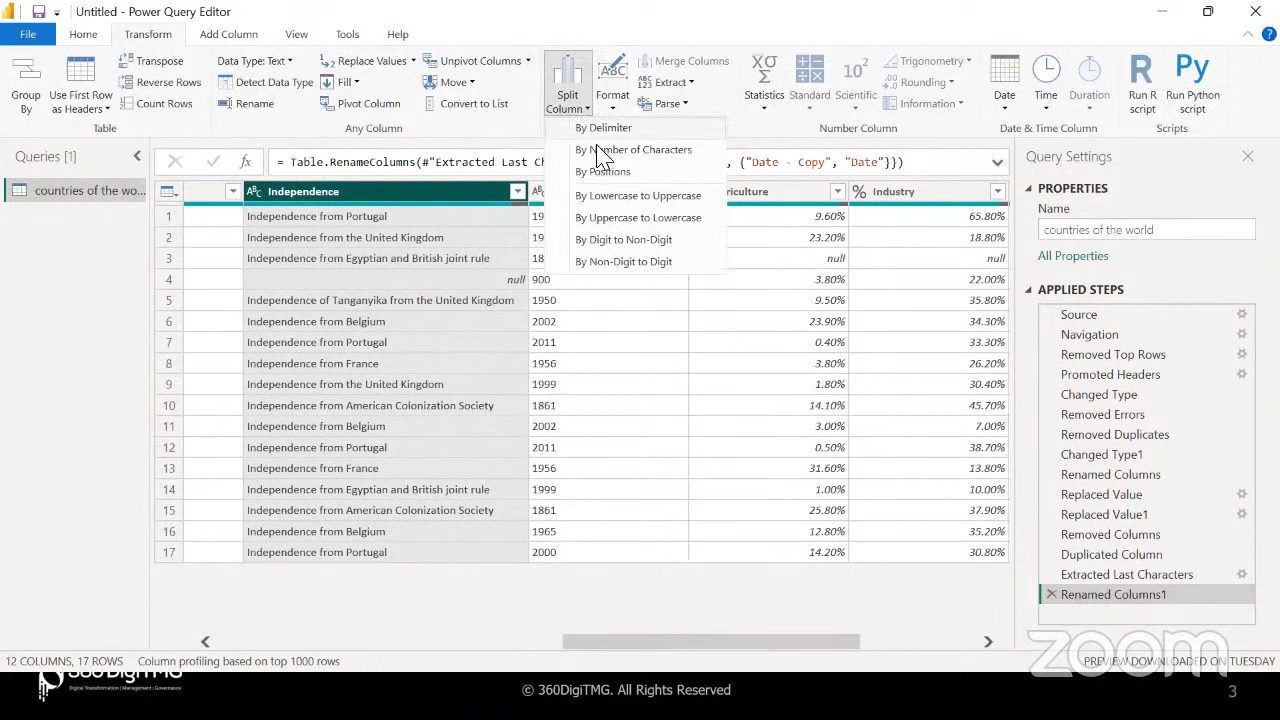 Untitled - Power Query Editor
File Home Transform Add Column View Tools Help
Group By
Use First Row as Headers
Transpose
Reverse Rows
Count Rows
Table
Data Type: Text
Detect Data Type
Rename
Replace Values
Fill
Pivot Column
Unpivot Columns
Move
Convert to List
Any Column
Split Column
Format
Merge Columns
Extract
Parse
Statistics
Standard
Scientific
Trigonometry
Rounding
Information
Number Column
Date
Time
Duration
Date & Time Column
Run R script
Run Python script
Scripts
By Delimiter
By Number of Characters
By Positions
By Lowercase to Uppercase
By Uppercase to Lowercase
By Digit to Non-Digit
By Non-Digit to Digit
Queries [1]
countries of the wo...
fx = Table.RenameColumns(#"Extracted Last Ch , {"Date - Copy", "Date"}})
Independence % Industry
1 Independence from Portugal 9.60% 65.80%
2 Independence from the United Kingdom 23.20% 18.80%
3 Independence from Egyptian and British joint rule null null
4 null 900 3.80% 22.00%
5 Independence of Tanganyika from the United Kingdom 1950 9.50% 35.80%
6 Independence from Belgium 2002 23.90% 34.30%
7 Independence from Portugal 2011 0.40% 33.30%
8 Independence from France 1956 3.80% 26.20%
9 Independence from the United Kingdom 1999 1.80% 30.40%
10 Independence from American Colonization Society 1861 14.10% 45.70%
11 Independence from Belgium 2002 3.00% 7.00%
12 Independence from Portugal 2011 0.50% 38.70%
13 Independence from France 1956 31.60% 13.80%
14 Independence from Egyptian and British joint rule 1999 1.00% 10.00%
15 Independence from American Colonization Society 1861 25.80% 37.90%
16 Independence from Belgium 1965 12.80% 35.20%
17 Independence from Portugal 2000 14.20% 30.80%
Query Settings
PROPERTIES
Name
countries of the world
All Properties
APPLIED STEPS
Source
Navigation
Removed Top Rows
Promoted Headers
Changed Type
Removed Errors
Removed Duplicates
Changed Type1
Renamed Columns
Replaced Value
Replaced Value1
Removed Columns
Duplicated Column
Extracted Last Characters
Renamed Columns1
12 COLUMNS, 17 ROWS Column profiling based on top 1000 rows
PREVIEW DOWNLOADED ON TUESDAY
zoom
Digital Transformation | Management | Governance
© 360DigiTMG. All Rights Reserved
3